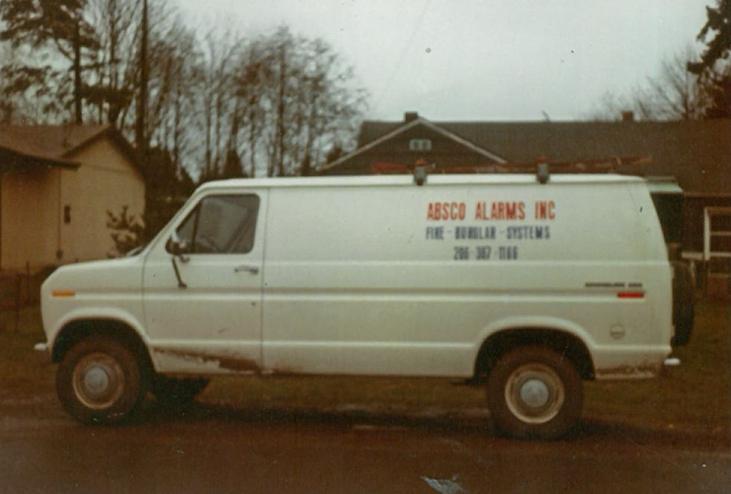 ABSCO ALARMS INC
FIRE - BURGLAR - SYSTEMS
206-367-1166